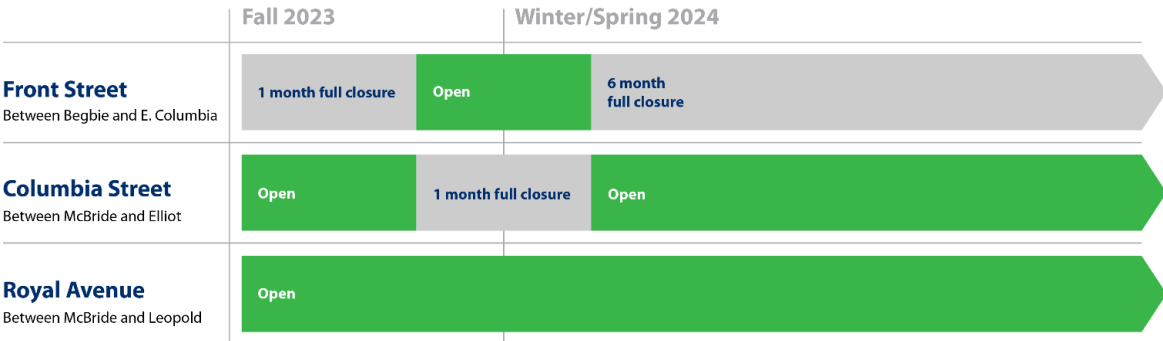 Fall 2023
Winter/Spring 2024
Front Street
Between Begbie and E. Columbia
1 month full closure
Open
6 month
full closure
Columbia Street
Between McBride and Elliot
Open
1 month full closure
Open
Royal Avenue
Between McBride and Leopold
Open